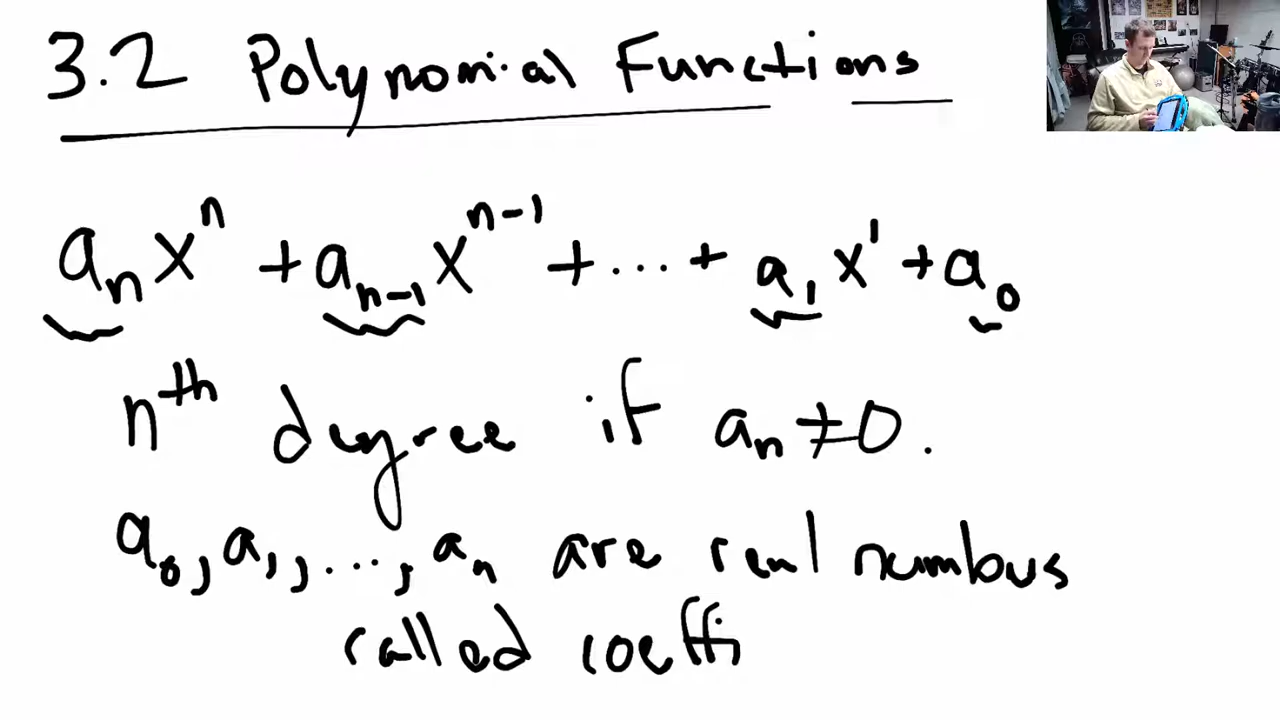 3.2 Polynomial Functions
aₙxⁿ + aₙ₋₁xⁿ⁻¹ + ... + a₁x¹ + a₀
nᵗʰ degree if aₙ ≠ 0.
a₀, a₁, ..., aₙ are real numbers
called coeffi